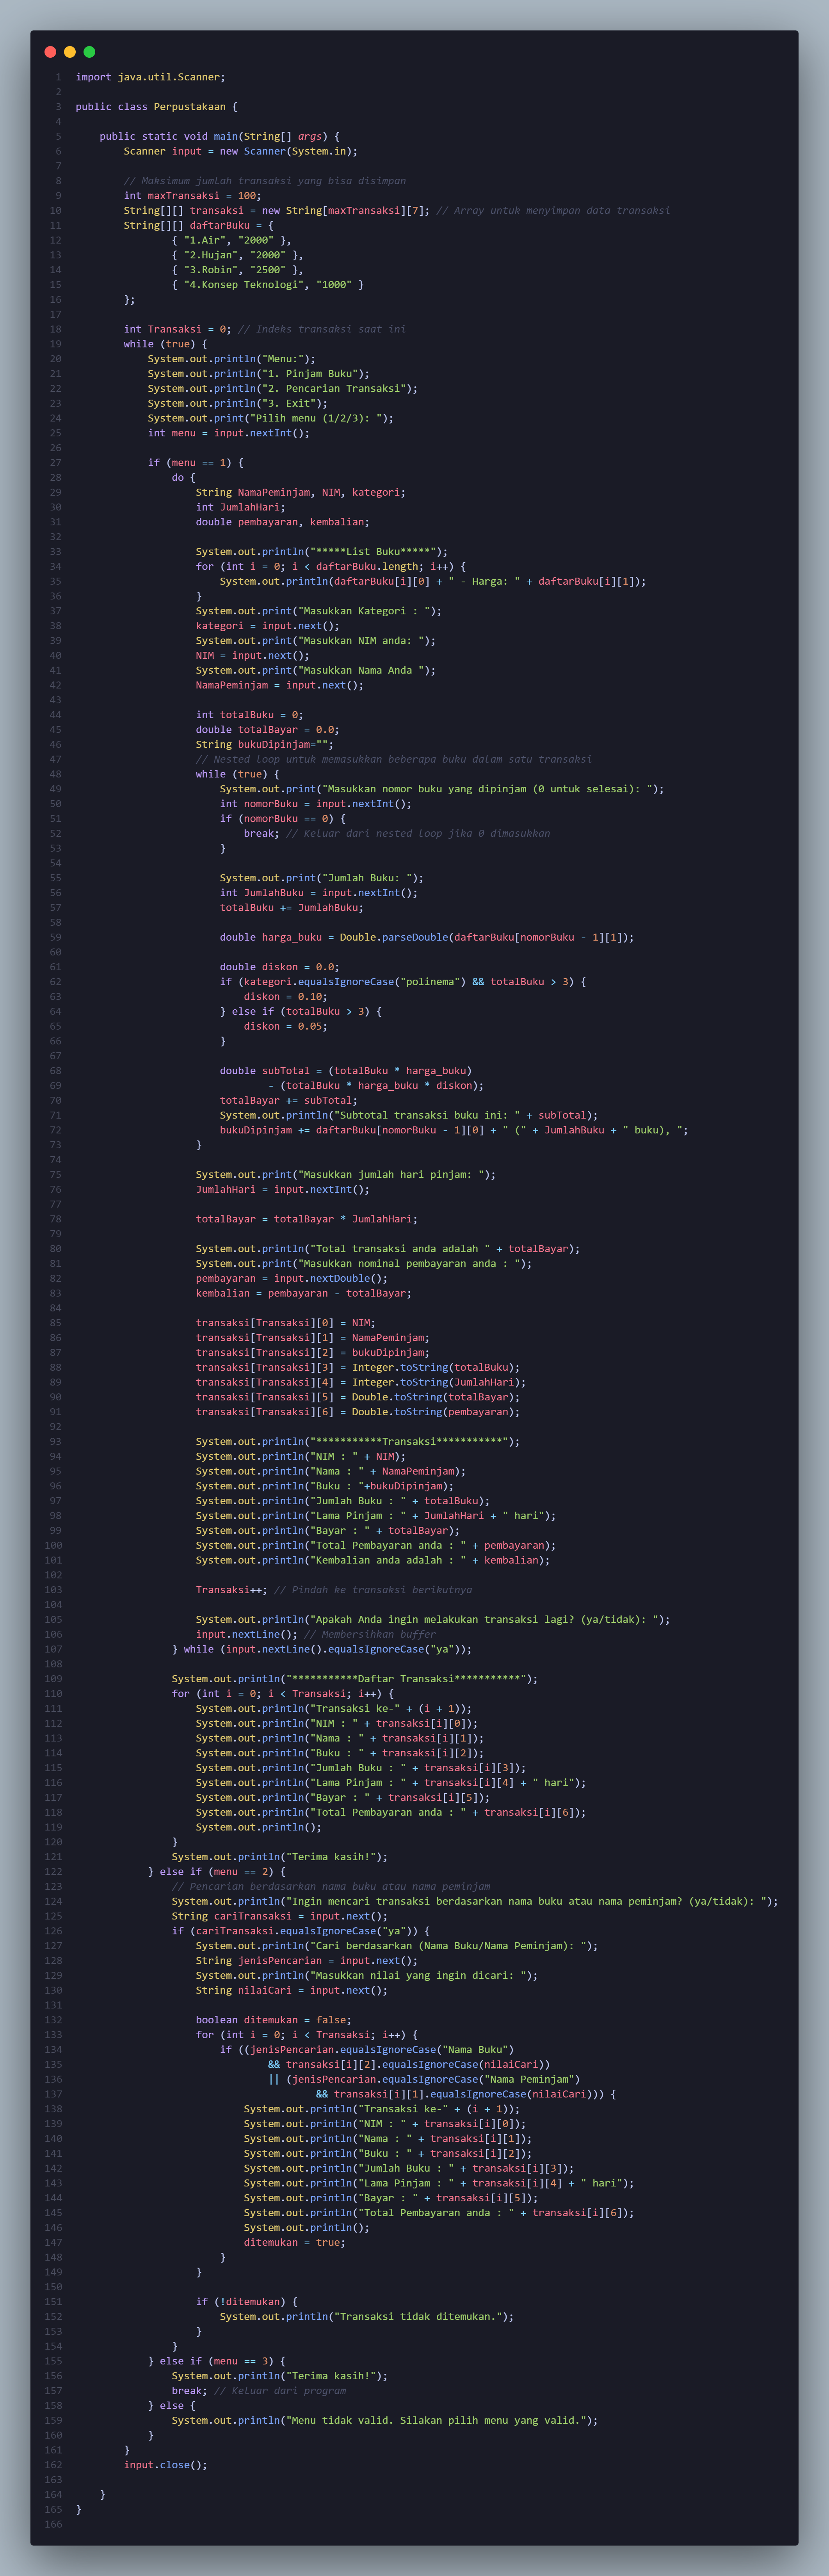 1 import java.util.Scanner;
2
3 public class Perpustakaan {
4
5     public static void main(String[] args) {
6         Scanner input = new Scanner(System.in);
7
8         // Maksimum jumlah transaksi yang bisa disimpan
9         int maxTransaksi = 100;
10         String[][] transaksi = new String[maxTransaksi][7]; // Array untuk menyimpan data transaksi
11         String[][] daftarBuku = {
12                 { "1.Air", "2000" },
13                 { "2.Hujan", "2000" },
14                 { "3.Robin", "2500" },
15                 { "4.Konsep Teknologi", "1000" }
16         };
17
18         int Transaksi = 0; // Indeks transaksi saat ini
19         while (true) {
20             System.out.println("Menu:");
21             System.out.println("1. Pinjam Buku");
22             System.out.println("2. Pencarian Transaksi");
23             System.out.println("3. Exit");
24             System.out.print("Pilih menu (1/2/3): ");
25             int menu = input.nextInt();
26
27             if (menu == 1) {
28                 do {
29                     String NamaPeminjam, NIM, kategori;
30                     int JumlahHari;
31                     double pembayaran, kembalian;
32
33                     System.out.println("*****List Buku*****");
34                     for (int i = 0; i < daftarBuku.length; i++) {
35                         System.out.println(daftarBuku[i][0] + " - Harga: " + daftarBuku[i][1]);
36                     }
37                     System.out.print("Masukkan Kategori : ");
38                     kategori = input.next();
39                     System.out.print("Masukkan NIM anda: ");
40                     NIM = input.next();
41                     System.out.print("Masukkan Nama Anda ");
42                     NamaPeminjam = input.next();
43
44                     int totalBuku = 0;
45                     double totalBayar = 0.0;
46                     String bukuDipinjam="";
47                     // Nested Loop untuk memasukkan beberapa buku dalam satu transaksi
48                     while (true) {
49                         System.out.print("Masukkan nomor buku yang dipinjam (0 untuk selesai): ");
50                         int nomorBuku = input.nextInt();
51                         if (nomorBuku == 0) {
52                             break; // Keluar dari nested loop jika 0 dimasukkan
53                         }
54
55                         System.out.print("Jumlah Buku: ");
56                         int JumlahBuku = input.nextInt();
57                         totalBuku += JumlahBuku;
58
59                         double harga_buku = Double.parseDouble(daftarBuku[nomorBuku - 1][1]);
60
61                         double diskon = 0.0;
62                         if (kategori.equalsIgnoreCase("polinema") && totalBuku > 3) {
63                             diskon = 0.10;
64                         } else if (totalBuku > 3) {
65                             diskon = 0.05;
66                         }
67
68                         double subTotal = (totalBuku * harga_buku)
69                                 - (totalBuku * harga_buku * diskon);
70                         totalBayar += subTotal;
71                         System.out.println("Subtotal transaksi buku ini: " + subTotal);
72                         bukuDipinjam += daftarBuku[nomorBuku - 1][0] + " (" + JumlahBuku + " buku), ";
73                     }
74
75                     System.out.print("Masukkan jumlah hari pinjam: ");
76                     JumlahHari = input.nextInt();
77
78                     totalBayar = totalBayar * JumlahHari;
79
80                     System.out.println("Total transaksi anda adalah " + totalBayar);
81                     System.out.print("Masukkan nominal pembayaran anda : ");
82                     pembayaran = input.nextDouble();
83                     kembalian = pembayaran - totalBayar;
84
85                     transaksi[Transaksi][0] = NIM;
86                     transaksi[Transaksi][1] = NamaPeminjam;
87                     transaksi[Transaksi][2] = bukuDipinjam;
88                     transaksi[Transaksi][3] = Integer.toString(totalBuku);
89                     transaksi[Transaksi][4] = Integer.toString(JumlahHari);
90                     transaksi[Transaksi][5] = Double.toString(totalBayar);
91                     transaksi[Transaksi][6] = Double.toString(pembayaran);
92
93                     System.out.println("***********Transaksi***********");
94                     System.out.println("NIM : " + NIM);
95                     System.out.println("Nama : " + NamaPeminjam);
96                     System.out.println("Buku : "+bukuDipinjam);
97                     System.out.println("Jumlah Buku : " + totalBuku);
98                     System.out.println("Lama Pinjam : " + JumlahHari + " hari");
99                     System.out.println("Bayar : " + totalBayar);
100                     System.out.println("Total Pembayaran anda : " + pembayaran);
101                     System.out.println("Kembalian anda adalah : " + kembalian);
102
103                     Transaksi++; // Pindah ke transaksi berikutnya
104
105                     System.out.println("Apakah Anda ingin melakukan transaksi lagi? (ya/tidak): ");
106                     input.nextLine(); // Membersihkan buffer
107                 } while (input.nextLine().equalsIgnoreCase("ya"));
108
109                 System.out.println("***********Daftar Transaksi***********");
110                 for (int i = 0; i < Transaksi; i++) {
111                     System.out.println("Transaksi ke-" + (i + 1));
112                     System.out.println("NIM : " + transaksi[i][0]);
113                     System.out.println("Nama : " + transaksi[i][1]);
114                     System.out.println("Buku : " + transaksi[i][2]);
115                     System.out.println("Jumlah Buku : " + transaksi[i][3]);
116                     System.out.println("Lama Pinjam : " + transaksi[i][4] + " hari");
117                     System.out.println("Bayar : " + transaksi[i][5]);
118                     System.out.println("Total Pembayaran anda : " + transaksi[i][6]);
119                     System.out.println();
120                 }
121                 System.out.println("Terima kasih!");
122             } else if (menu == 2) {
123                 // Pencarian berdasarkan nama buku atau nama peminjam
124                 System.out.println("Ingin mencari transaksi berdasarkan nama buku atau nama peminjam? (ya/tidak): ");
125                 String cariTransaksi = input.next();
126                 if (cariTransaksi.equalsIgnoreCase("ya")) {
127                     System.out.println("Cari berdasarkan (Nama Buku/Nama Peminjam): ");
128                     String jenisPencarian = input.next();
129                     System.out.println("Masukkan nilai yang ingin dicari: ");
130                     String nilaiCari = input.next();
131
132                     boolean ditemukan = false;
133                     for (int i = 0; i < Transaksi; i++) {
134                         if ((jenisPencarian.equalsIgnoreCase("Nama Buku")
135                                 && transaksi[i][2].equalsIgnoreCase(nilaiCari))
136                                 || (jenisPencarian.equalsIgnoreCase("Nama Peminjam")
137                                         && transaksi[i][1].equalsIgnoreCase(nilaiCari))) {
138                             System.out.println("Transaksi ke-" + (i + 1));
139                             System.out.println("NIM : " + transaksi[i][0]);
140                             System.out.println("Nama : " + transaksi[i][1]);
141                             System.out.println("Buku : " + transaksi[i][2]);
142                             System.out.println("Jumlah Buku : " + transaksi[i][3]);
143                             System.out.println("Lama Pinjam : " + transaksi[i][4] + " hari");
144                             System.out.println("Bayar : " + transaksi[i][5]);
145                             System.out.println("Total Pembayaran anda : " + transaksi[i][6]);
146                             System.out.println();
147                             ditemukan = true;
148                         }
149                     }
150
151                     if (!ditemukan) {
152                         System.out.println("Transaksi tidak ditemukan.");
153                     }
154                 }
155             } else if (menu == 3) {
156                 System.out.println("Terima kasih!");
157                 break; // Keluar dari program
158             } else {
159                 System.out.println("Menu tidak valid. Silakan pilih menu yang valid.");
160             }
161         }
162         input.close();
163
164     }
165 }
166